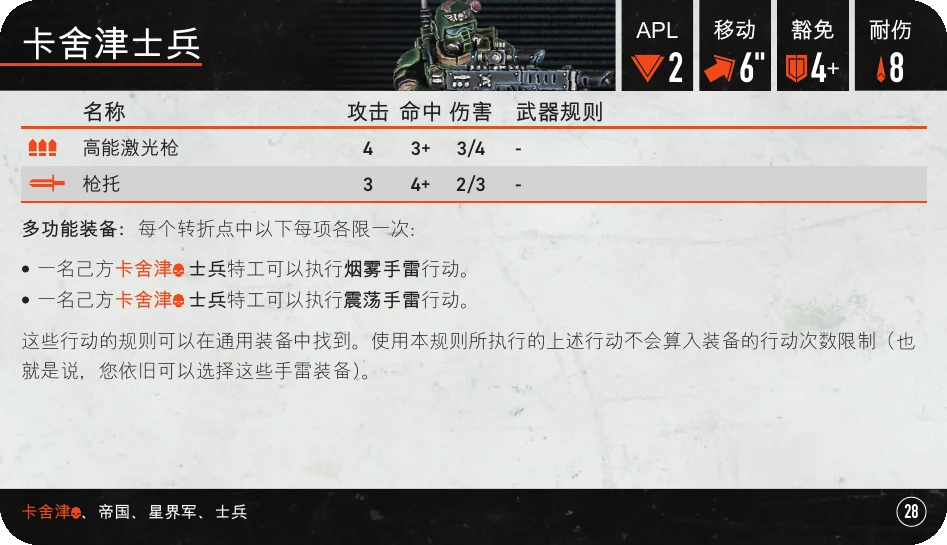 卡舍津士兵
APL 移动 豁免 耐伤
2 6" 4+ 8
名称 攻击 命中 伤害 武器规则
高能激光枪 4 3+ 3/4 -
枪托 3 4+ 2/3 -
多功能装备：每个转折点中以下每项各限一次:
• 一名己方卡舍津士兵特工可以执行烟雾手雷行动。
• 一名己方卡舍津士兵特工可以执行震荡手雷行动。
这些行动的规则可以在通用装备中找到。使用本规则所执行的上述行动不会算入装备的行动次数限制（也
就是说，您依旧可以选择这些手雷装备）。
卡舍津、帝国、星界军、士兵
28